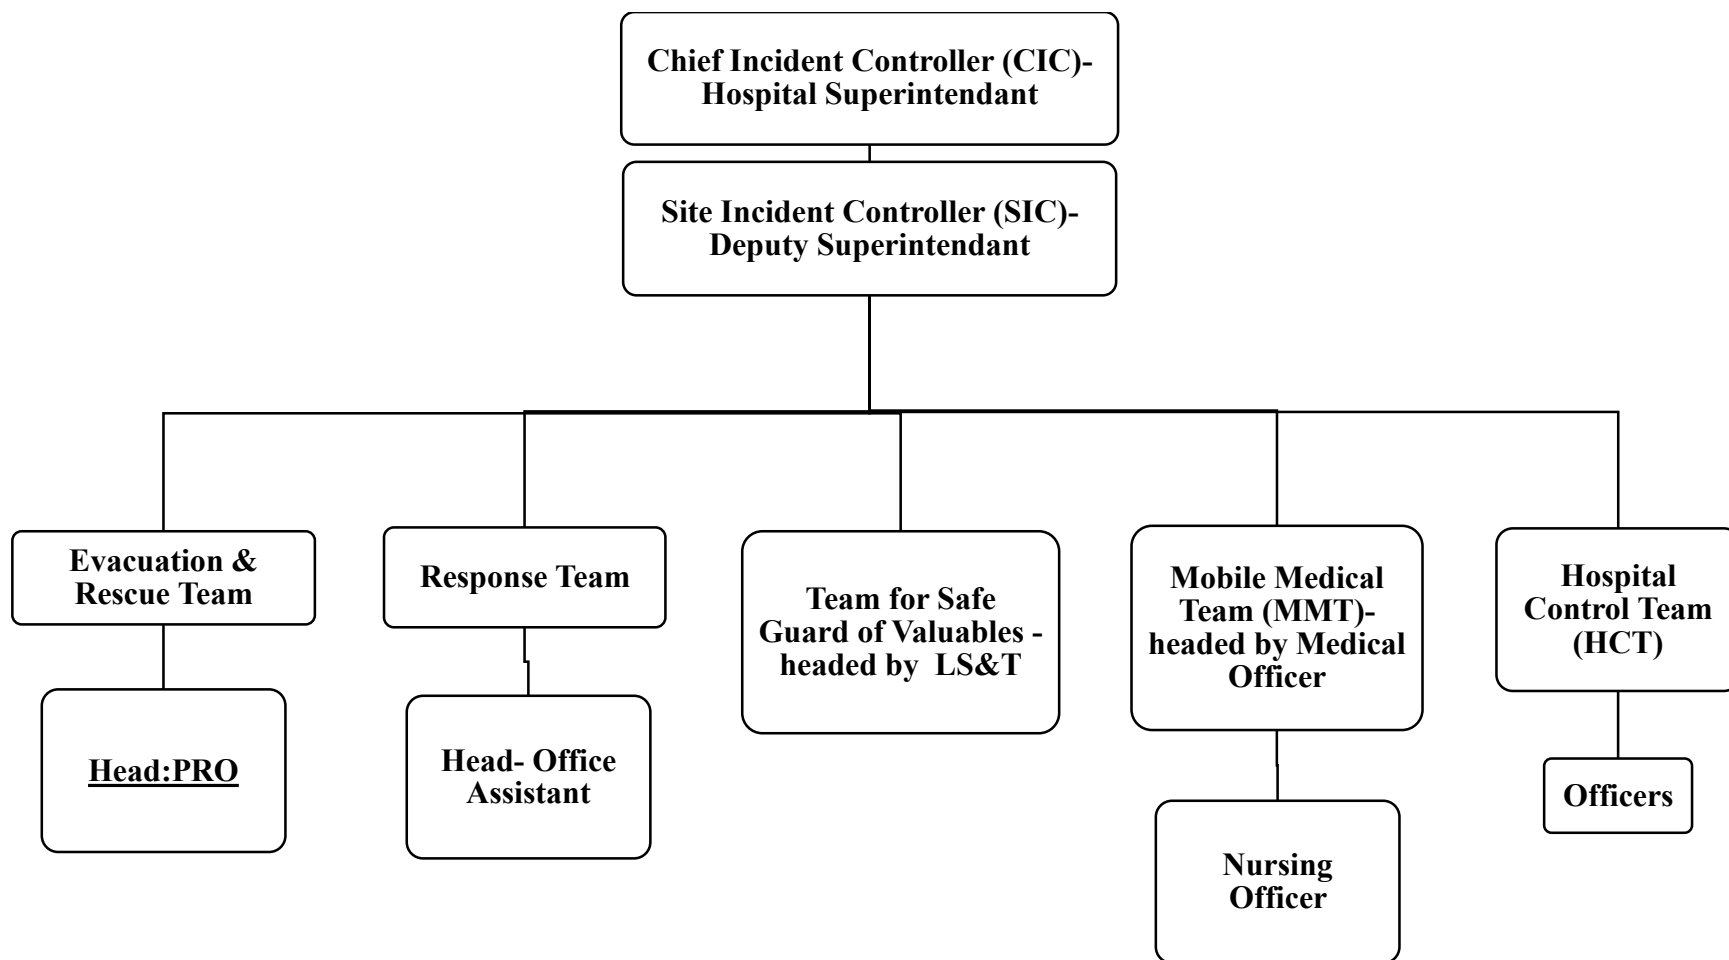 Chief Incident Controller (CIC)-
Hospital Superintendant
Site Incident Controller (SIC)-
Deputy Superintendant
Evacuation &
Rescue Team
Response Team
Team for Safe
Guard of Valuables -
headed by LS&T
Mobile Medical
Team (MMT)-
headed by Medical
Officer
Hospital
Control Team
(HCT)
Head:PRO
Head- Office
Assistant
Officers
Nursing
Officer